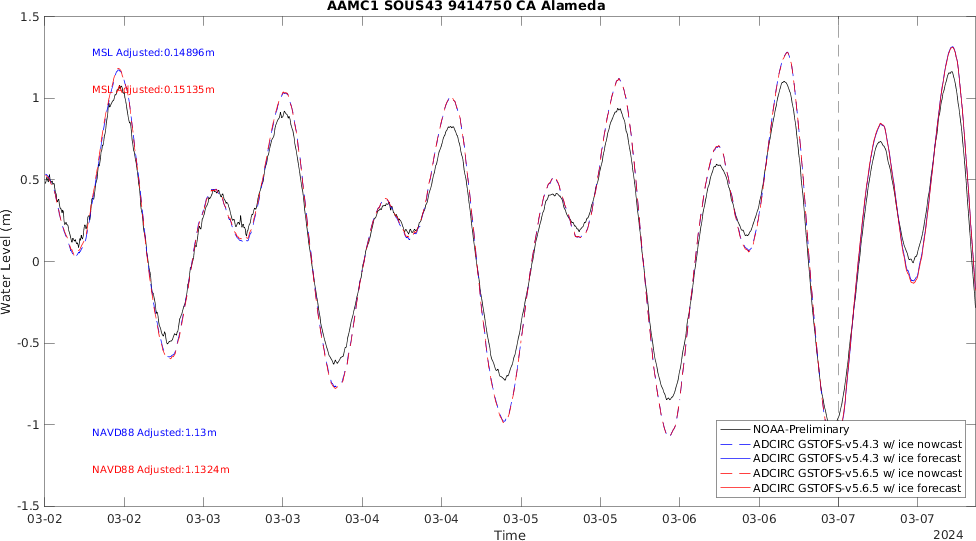 AAMC1 SOUS43 9414750 CA Alameda
1.5
1
0.5
0
-0.5
-1
-1.5
Water Level (m)
MSL Adjusted:0.14896m
MSL Adjusted:0.15135m
NAVD88 Adjusted:1.13m
NAVD88 Adjusted:1.1324m
NOAA-Preliminary
ADCIRC GSTOFS-v5.4.3 w/ ice nowcast
ADCIRC GSTOFS-v5.4.3 w/ ice forecast
ADCIRC GSTOFS-v5.6.5 w/ ice nowcast
ADCIRC GSTOFS-v5.6.5 w/ ice forecast
03-02 03-02 03-03 03-03 03-04 03-04 03-05 03-05 03-06 03-06 03-07 03-07
Time
2024